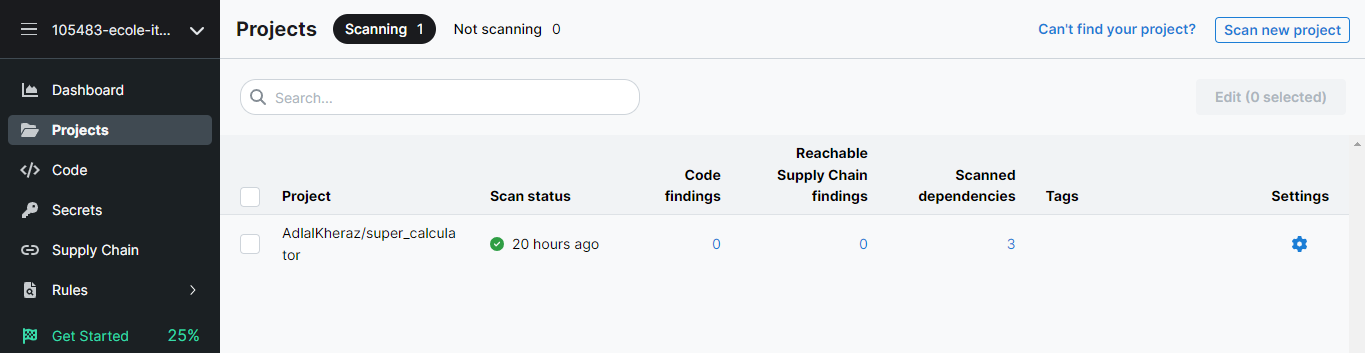 105483-ecole-it...
Dashboard
Projects
Code
Secrets
Supply Chain
Rules
Get Started 25%
Projects Scanning 1 Not scanning 0 Can't find your project? Scan new project
Search... Edit (0 selected)
Project Scan status Code findings Reachable Supply Chain findings Scanned dependencies Tags Settings
AdlalKheraz/super_calcula
tor
20 hours ago 0 0 3